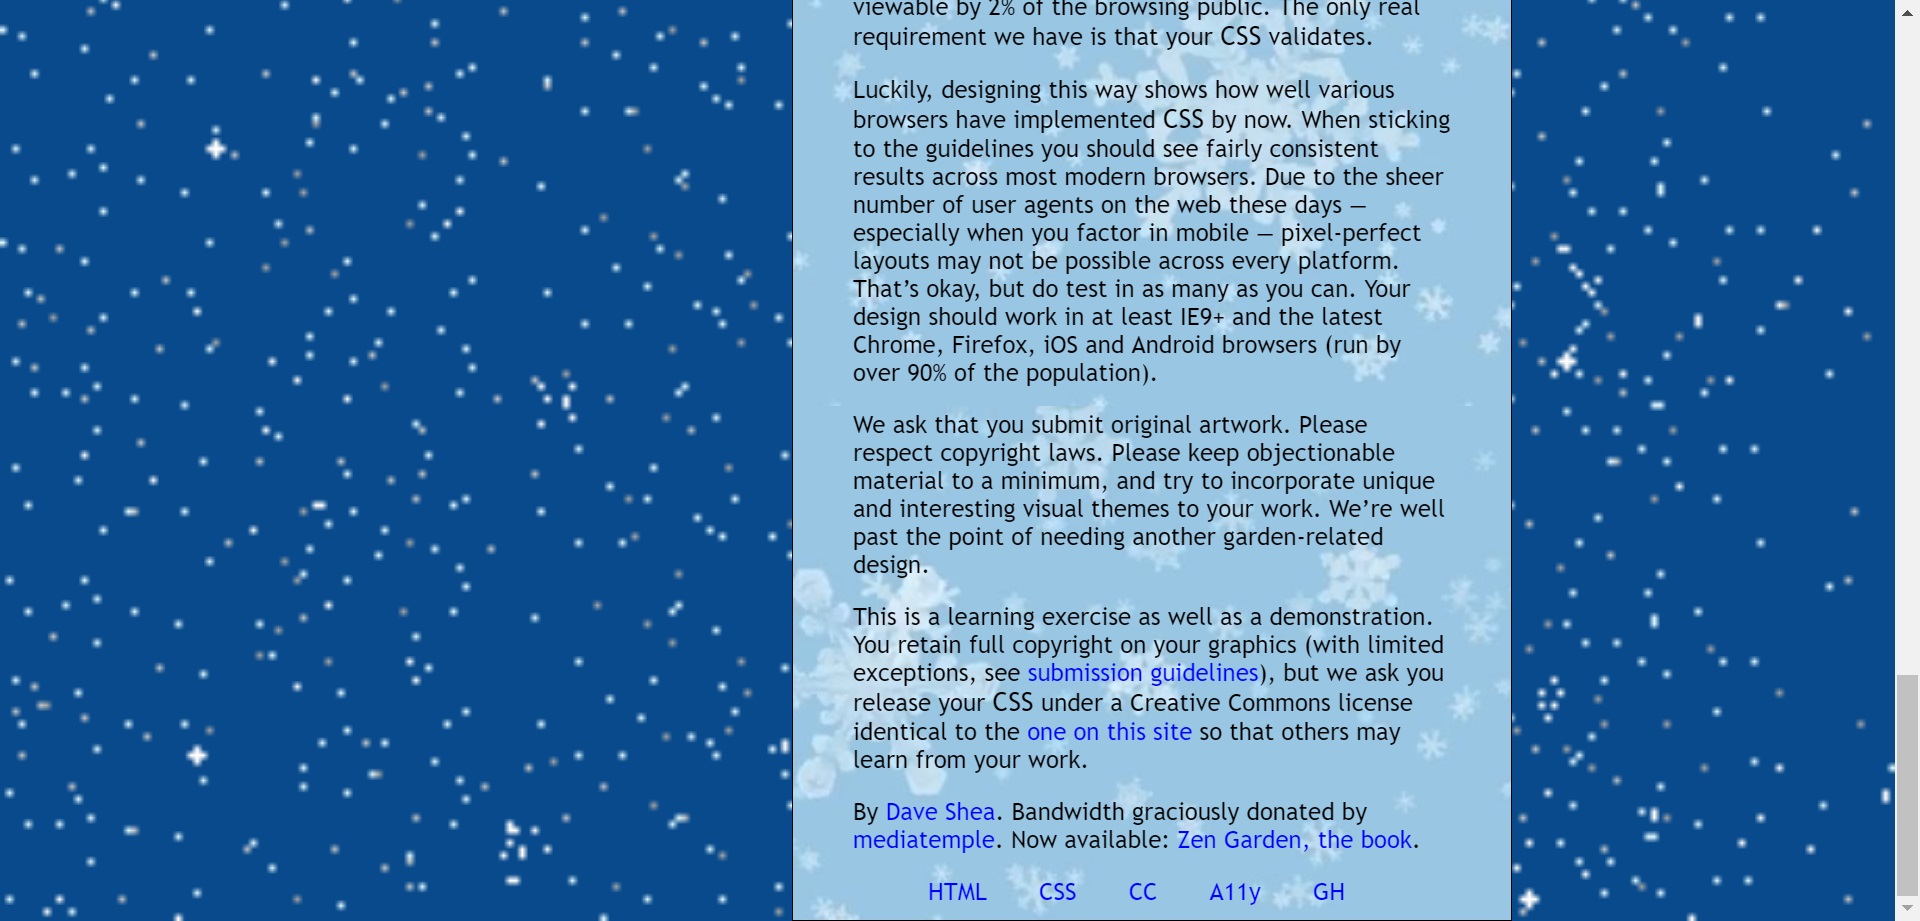 viewable by 2% of the browsing public. The only real
requirement we have is that your CSS validates.
Luckily, designing this way shows how well various
browsers have implemented CSS by now. When sticking
to the guidelines you should see fairly consistent
results across most modern browsers. Due to the sheer
number of user agents on the web these days —
especially when you factor in mobile — pixel-perfect
layouts may not be possible across every platform.
That’s okay, but do test in as many as you can. Your
design should work in at least IE9+ and the latest
Chrome, Firefox, iOS and Android browsers (run by
over 90% of the population).
We ask that you submit original artwork. Please
respect copyright laws. Please keep objectionable
material to a minimum, and try to incorporate unique
and interesting visual themes to your work. We’re well
past the point of needing another garden-related
design.
This is a learning exercise as well as a demonstration.
You retain full copyright on your graphics (with limited
exceptions, see submission guidelines), but we ask you
release your CSS under a Creative Commons license
identical to the one on this site so that others may
learn from your work.
By Dave Shea. Bandwidth graciously donated by
mediatemple. Now available: Zen Garden, the book.
HTML CSS CC A11y GH